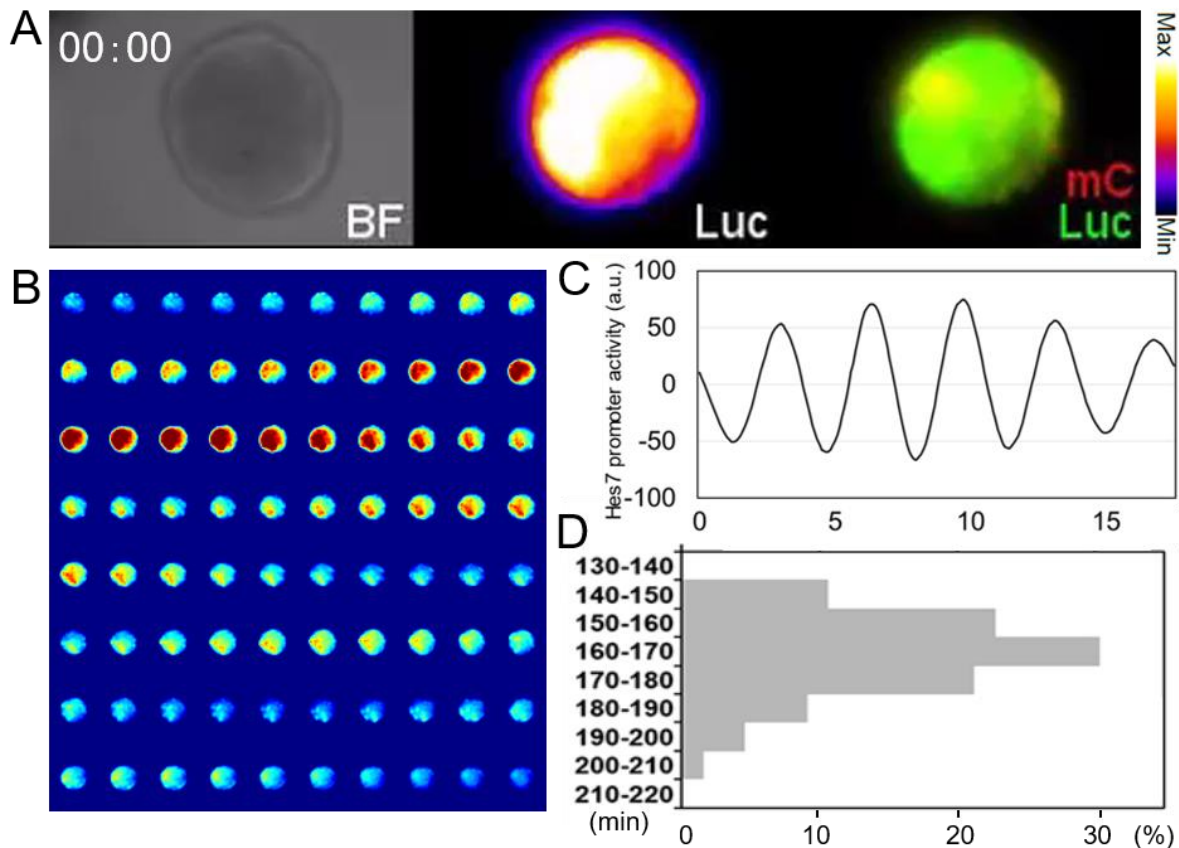 A
00:00
BF
Luc
mC
Luc
Max
Min
B
C
Hes7 promoter activity (a.u.)
100
50
0
-50
-100
0 5 10 15
D
130-140
140-150
150-160
160-170
170-180
180-190
190-200
200-210
210-220
(min)
0 10 20 30 (%)